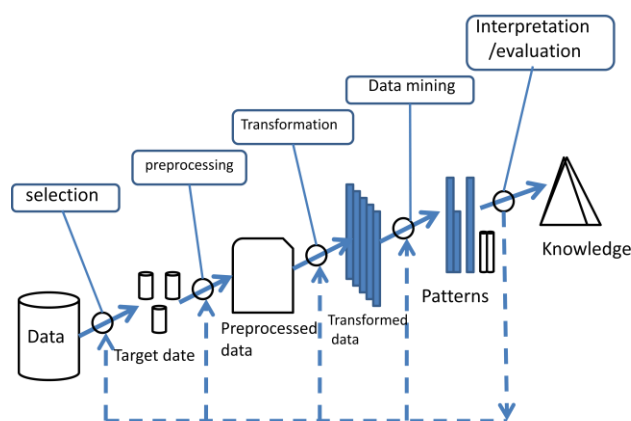 Interpretation
/evaluation
Data mining
Transformation
preprocessing
selection
Knowledge
Patterns
Transformed
data
Preprocessed
data
Target date
Data